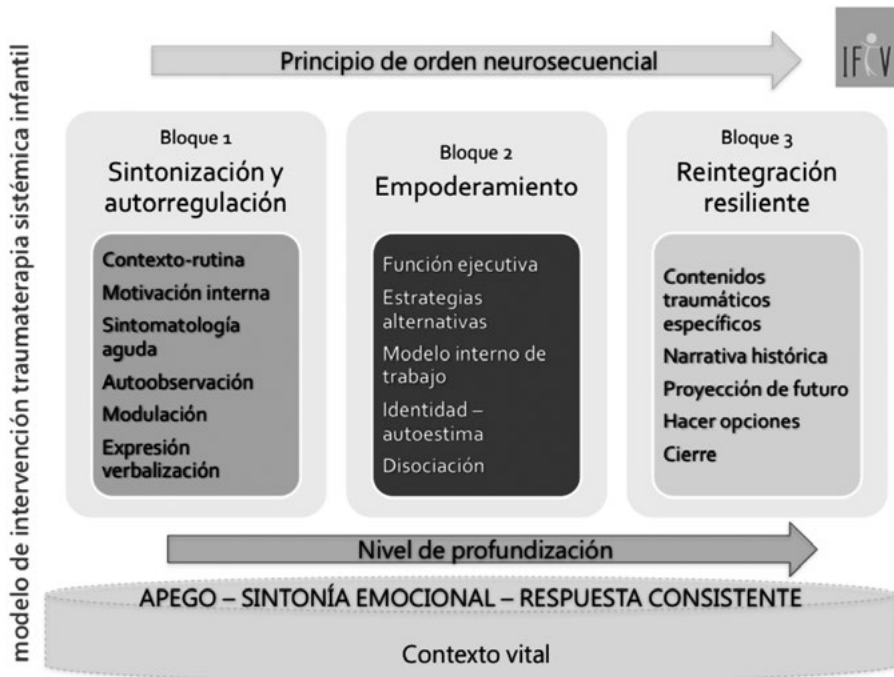 modelo de intervención traumaterapia sistémica infantil
Principio de orden neurosecuencial
IFIV
Bloque 1
Sintonización y
autorregulación
Contexto-rutina
Motivación interna
Sintomatología
aguda
Autoobservación
Modulación
Expresión
verbalización
Bloque 2
Empoderamiento
Función ejecutiva
Estrategias
alternativas
Modelo interno de
trabajo
Identidad –
autoestima
Disociación
Bloque 3
Reintegración
resiliente
Contenidos
traumáticos
específicos
Narrativa histórica
Proyección de futuro
Hacer opciones
Cierre
Nivel de profundización
APEGO – SINTONÍA EMOCIONAL – RESPUESTA CONSISTENTE
Contexto vital